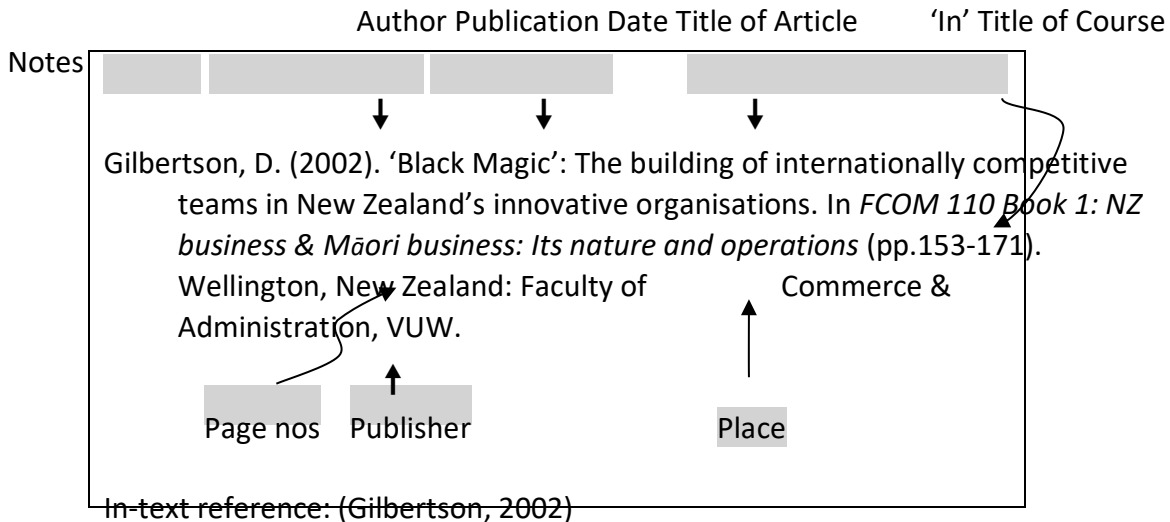 Author Publication Date Title of Article ‘In’ Title of Course
Notes
Gilbertson, D. (2002). ‘Black Magic’: The building of internationally competitive
teams in New Zealand’s innovative organisations. In FCOM 110 Book 1: NZ
business & Māori business: Its nature and operations (pp.153-171).
Wellington, New Zealand: Faculty of Commerce &
Administration, VUW.
Page nos Publisher Place
In-text reference: (Gilbertson, 2002)